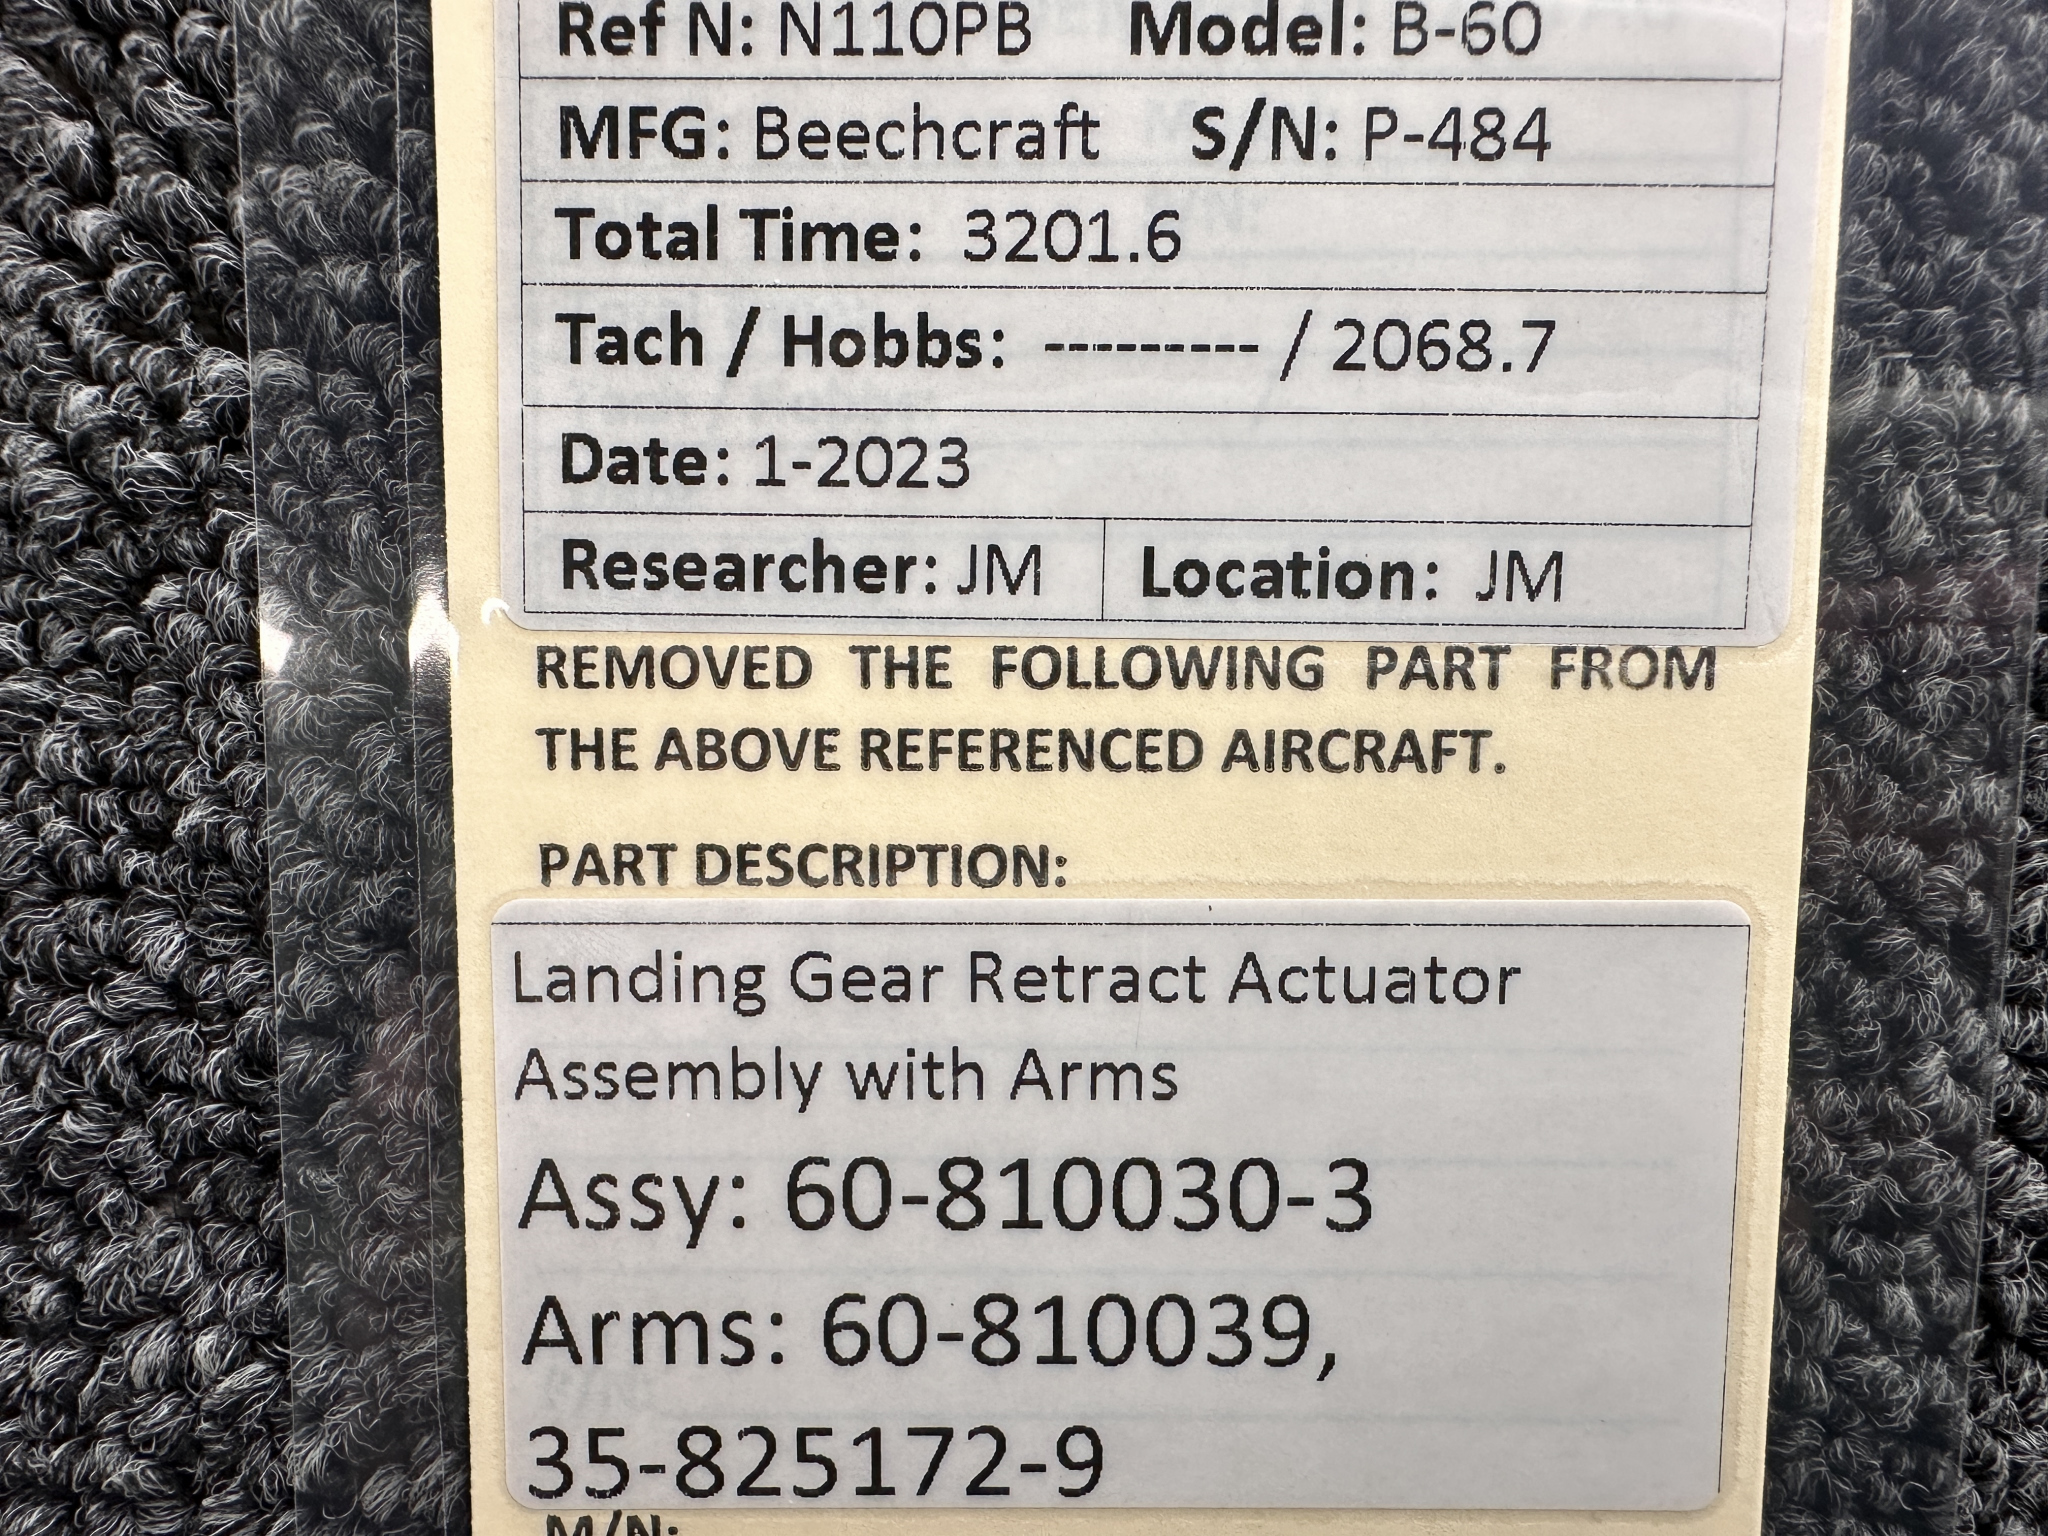 Ref N: N110PB Model: B-60
MFG: Beechcraft S/N: P-484
Total Time: 3201.6
Tach / Hobbs: --------- / 2068.7
Date: 1-2023
Researcher: JM Location: JM
REMOVED THE FOLLOWING PART FROM
THE ABOVE REFERENCED AIRCRAFT.
PART DESCRIPTION:
Landing Gear Retract Actuator
Assembly with Arms
Assy: 60-810030-3
Arms: 60-810039,
35-825172-9
M/N: